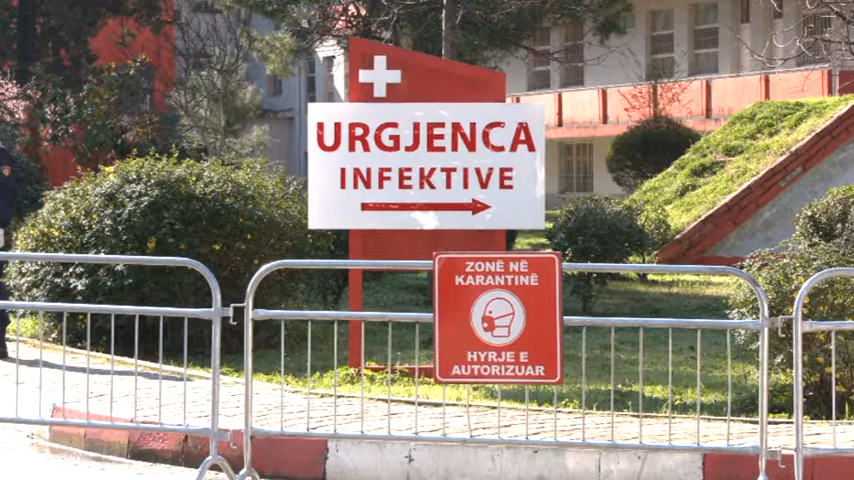 URGJENCA
INFEKTIVE
ZONË NË
KARANTINË
HYRJE E
AUTORIZUAR